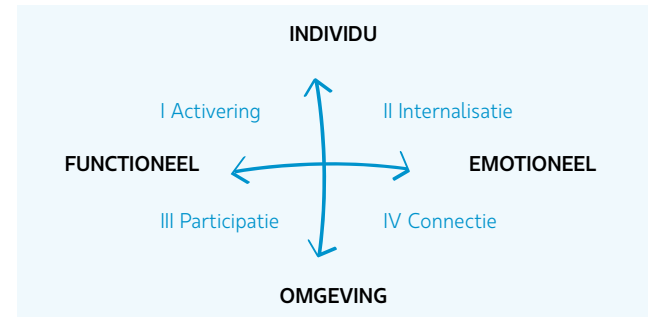 INDIVIDU
I Activering
II Internalisatie
FUNCTIONEEL
EMOTIONEEL
III Participatie
IV Connectie
OMGEVING